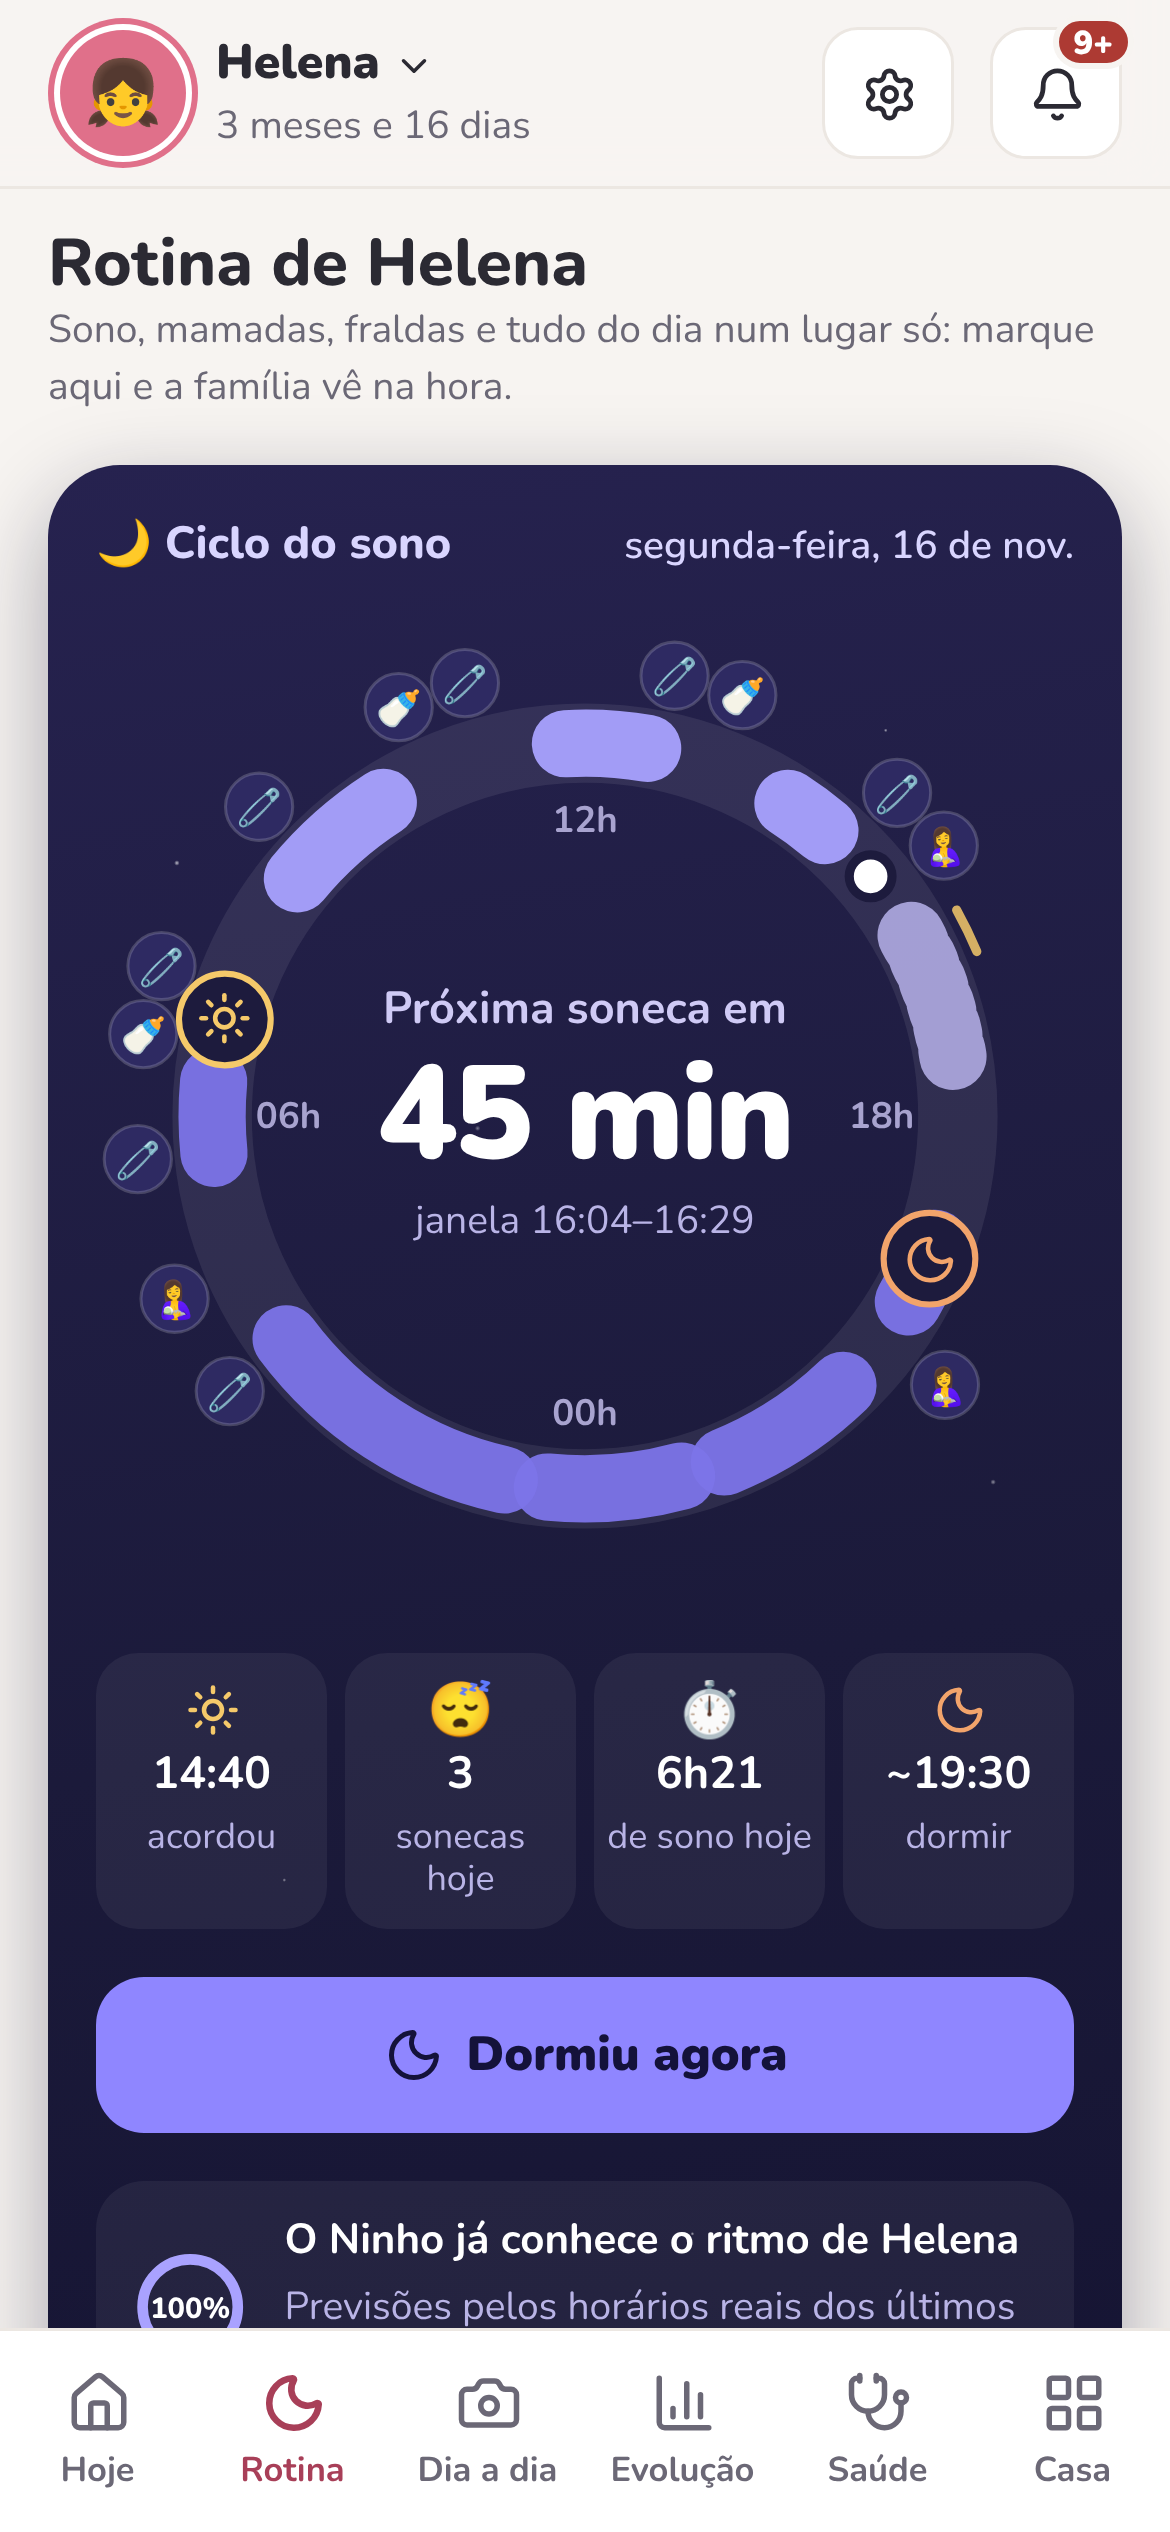 Helena
3 meses e 16 dias
9+
Rotina de Helena
Sono, mamadas, fraldas e tudo do dia num lugar só: marque
aqui e a família vê na hora.
Ciclo do sono
segunda-feira, 16 de nov.
12h
Próxima soneca em
45 min
janela 16:04–16:29
06h
18h
00h
14:40
acordou
3
sonecas
hoje
6h21
de sono hoje
~19:30
dormir
Dormiu agora
O Ninho já conhece o ritmo de Helena
100%
Previsões pelos horários reais dos últimos
Hoje
Rotina
Dia a dia
Evolução
Saúde
Casa